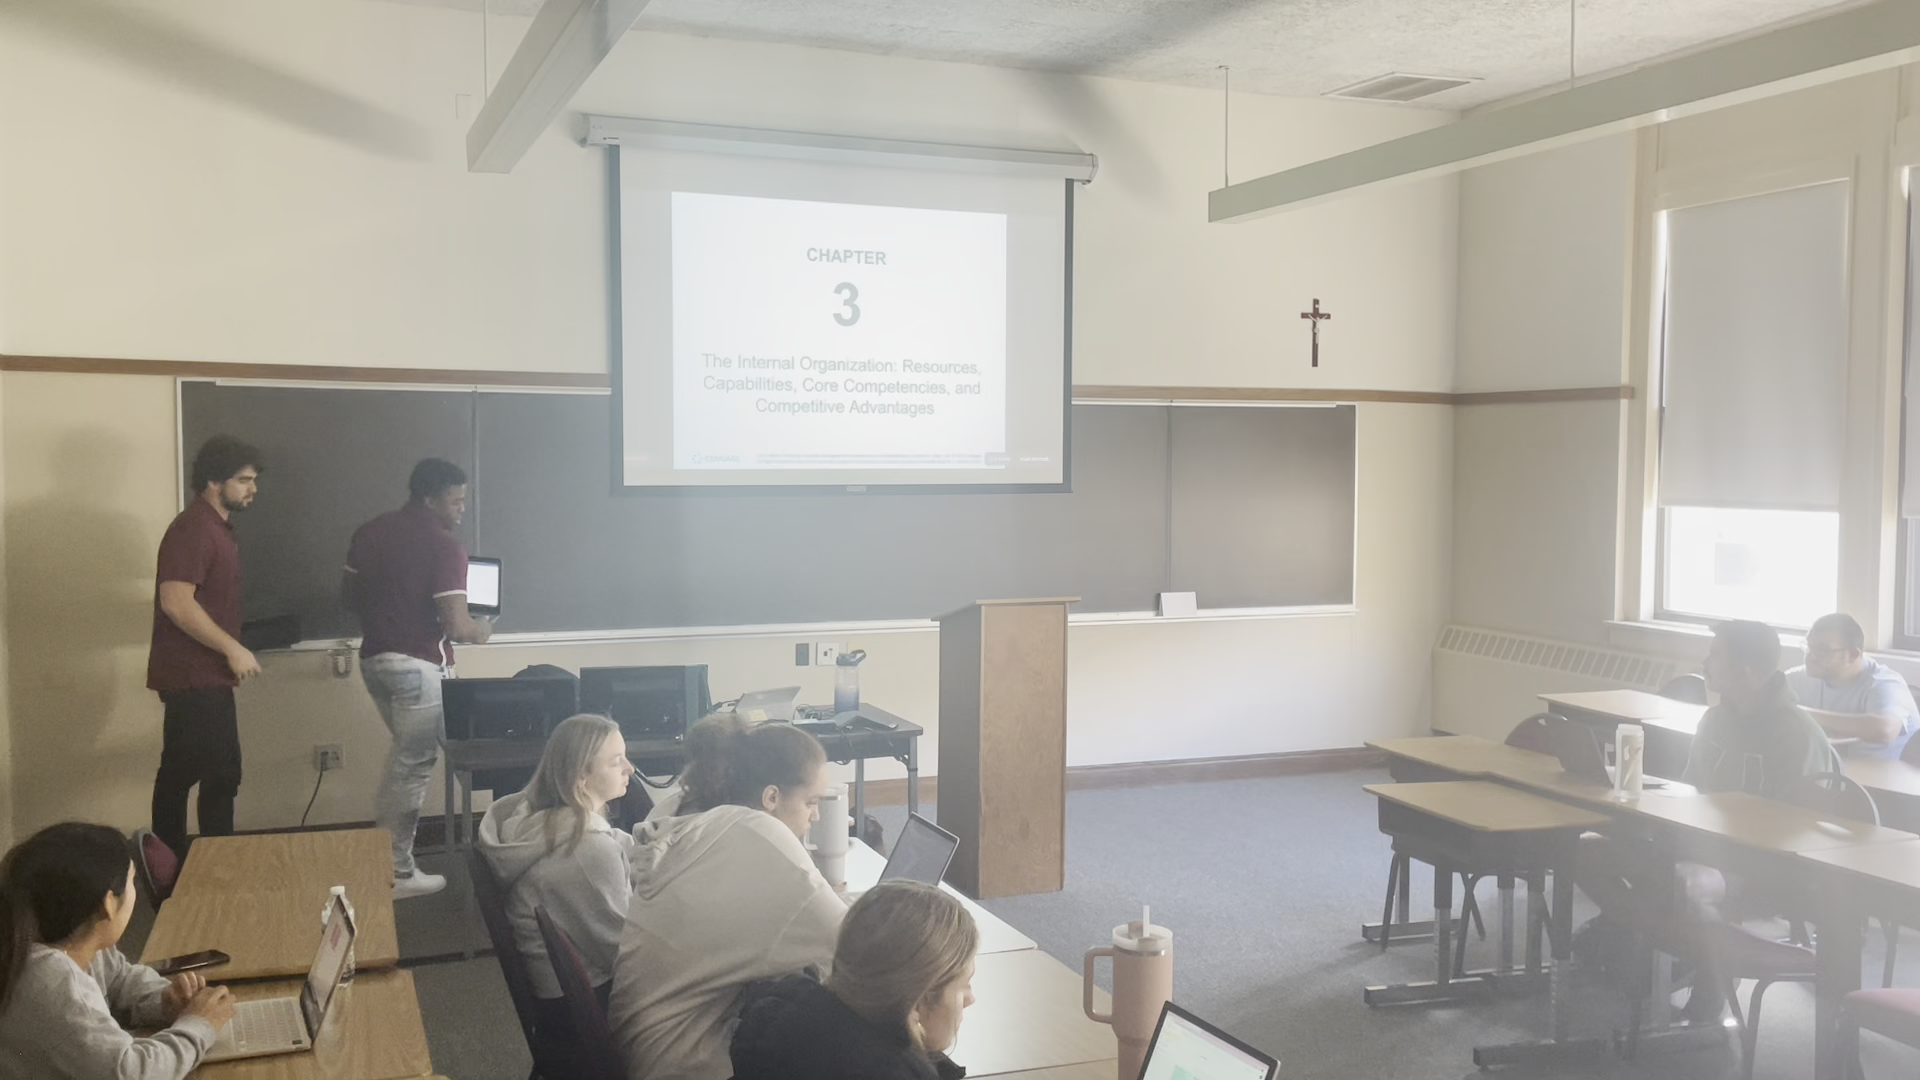 CHAPTER
3
The Internal Organization: Resources,
Capabilities, Core Competencies, and
Competitive Advantages